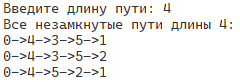 Введите длину пути: 4
Все незамкнутые пути длины 4:
0->4->3->5->1
0->4->3->5->2
0->4->5->2->1